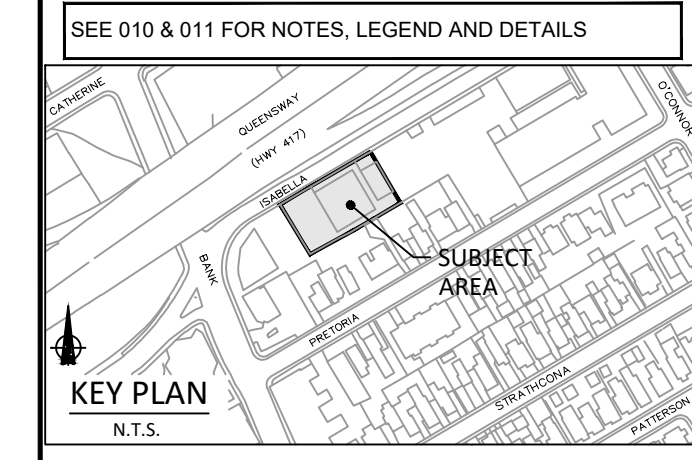 SEE 010 & 011 FOR NOTES, LEGEND AND DETAILS
CATHERINE
QUEENSWAY
(HWY 417)
O'CONNOR
ISABELLA
BANK
SUBJECT
AREA
PRETORIA
STRATHCONA
PATTERSON
KEY PLAN
N.T.S.